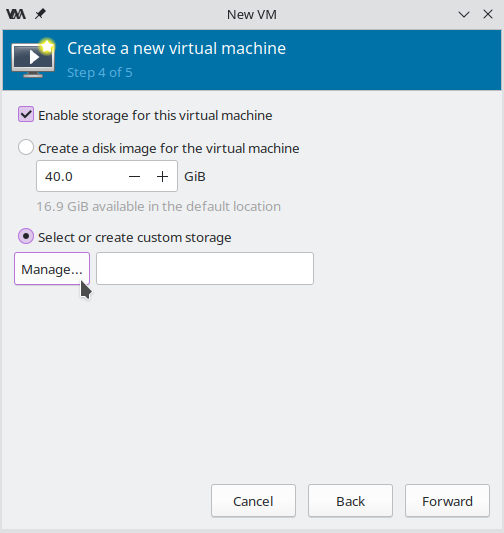 New VM
Create a new virtual machine
Step 4 of 5
Enable storage for this virtual machine
Create a disk image for the virtual machine
40.0 GiB
16.9 GiB available in the default location
Select or create custom storage
Manage...
Cancel Back Forward